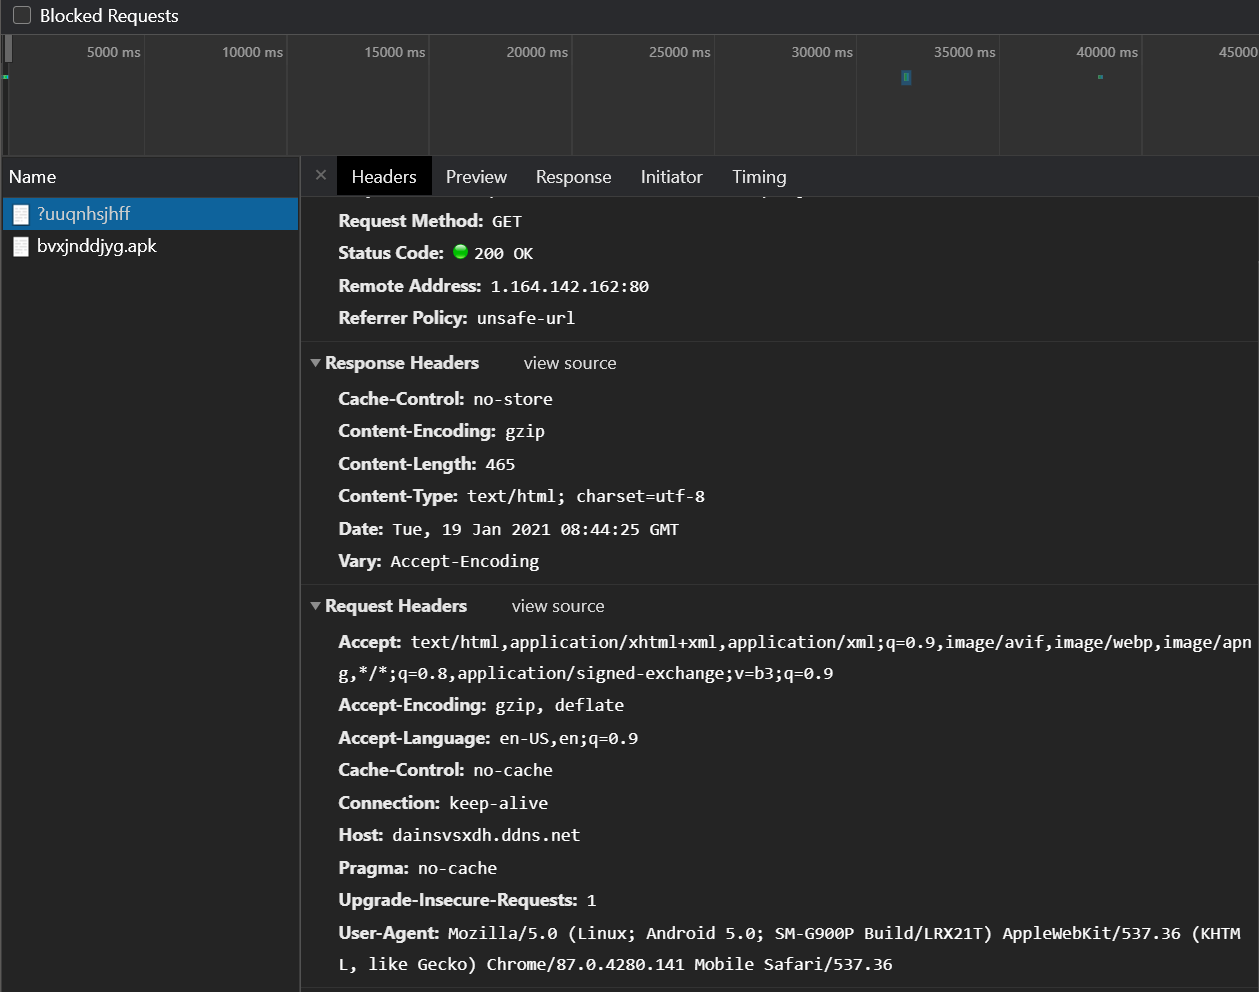 Blocked Requests
5000 ms 10000 ms 15000 ms 20000 ms 25000 ms 30000 ms 35000 ms 40000 ms 45000
Name
× Headers Preview Response Initiator Timing
?uuqnhsjhff
bvxjnddjyg.apk
Request Method: GET
Status Code: 200 OK
Remote Address: 1.164.142.162:80
Referrer Policy: unsafe-url
Response Headers view source
Cache-Control: no-store
Content-Encoding: gzip
Content-Length: 465
Content-Type: text/html; charset=utf-8
Date: Tue, 19 Jan 2021 08:44:25 GMT
Vary: Accept-Encoding
Request Headers view source
Accept: text/html,application/xhtml+xml,application/xml;q=0.9,image/avif,image/webp,image/apn
g,*/*;q=0.8,application/signed-exchange;v=b3;q=0.9
Accept-Encoding: gzip, deflate
Accept-Language: en-US,en;q=0.9
Cache-Control: no-cache
Connection: keep-alive
Host: dainsvsxdh.ddns.net
Pragma: no-cache
Upgrade-Insecure-Requests: 1
User-Agent: Mozilla/5.0 (Linux; Android 5.0; SM-G900P Build/LRX21T) AppleWebKit/537.36 (KHTM
L, like Gecko) Chrome/87.0.4280.141 Mobile Safari/537.36